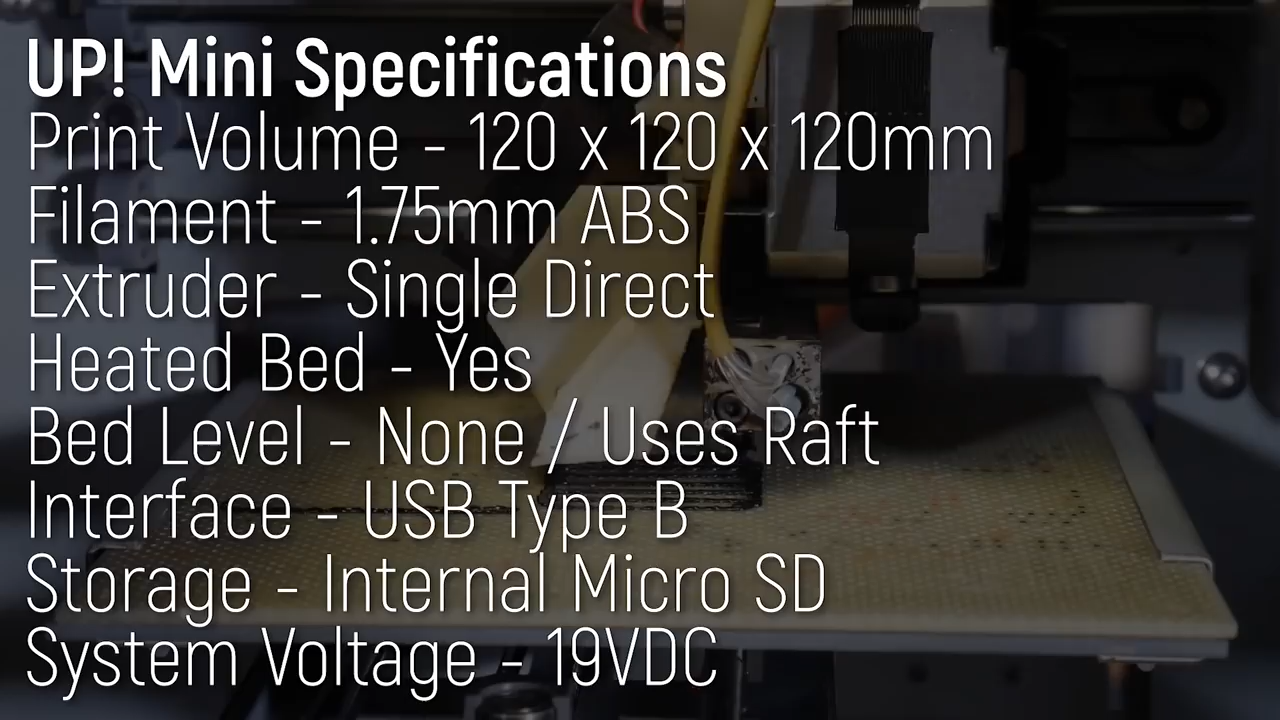 UP! Mini Specifications
Print Volume - 120 x 120 x 120mm
Filament - 1.75mm ABS
Extruder - Single Direct
Heated Bed - Yes
Bed Level - None / Uses Raft
Interface - USB Type B
Storage - Internal Micro SD
System Voltage - 19VDC